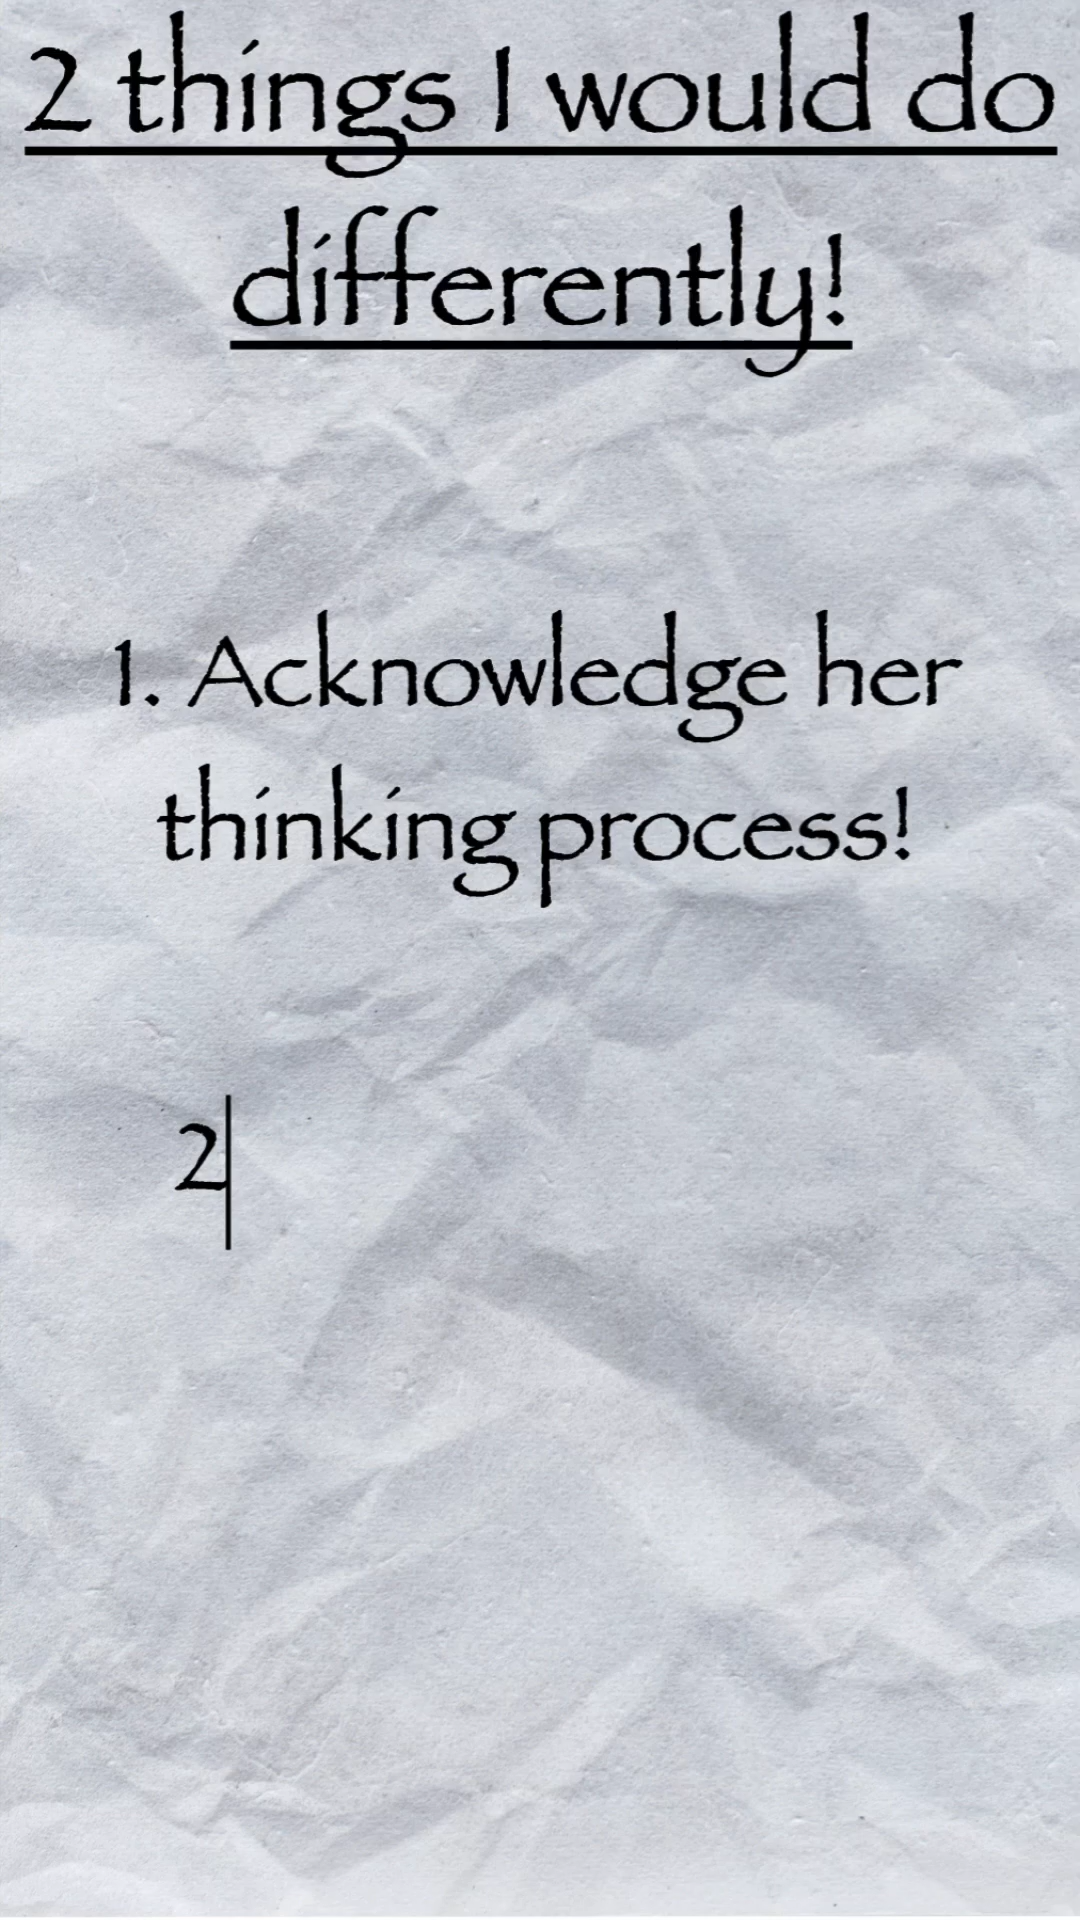 2 things I would do
differently!
1. Acknowledge her
thinking process!
2